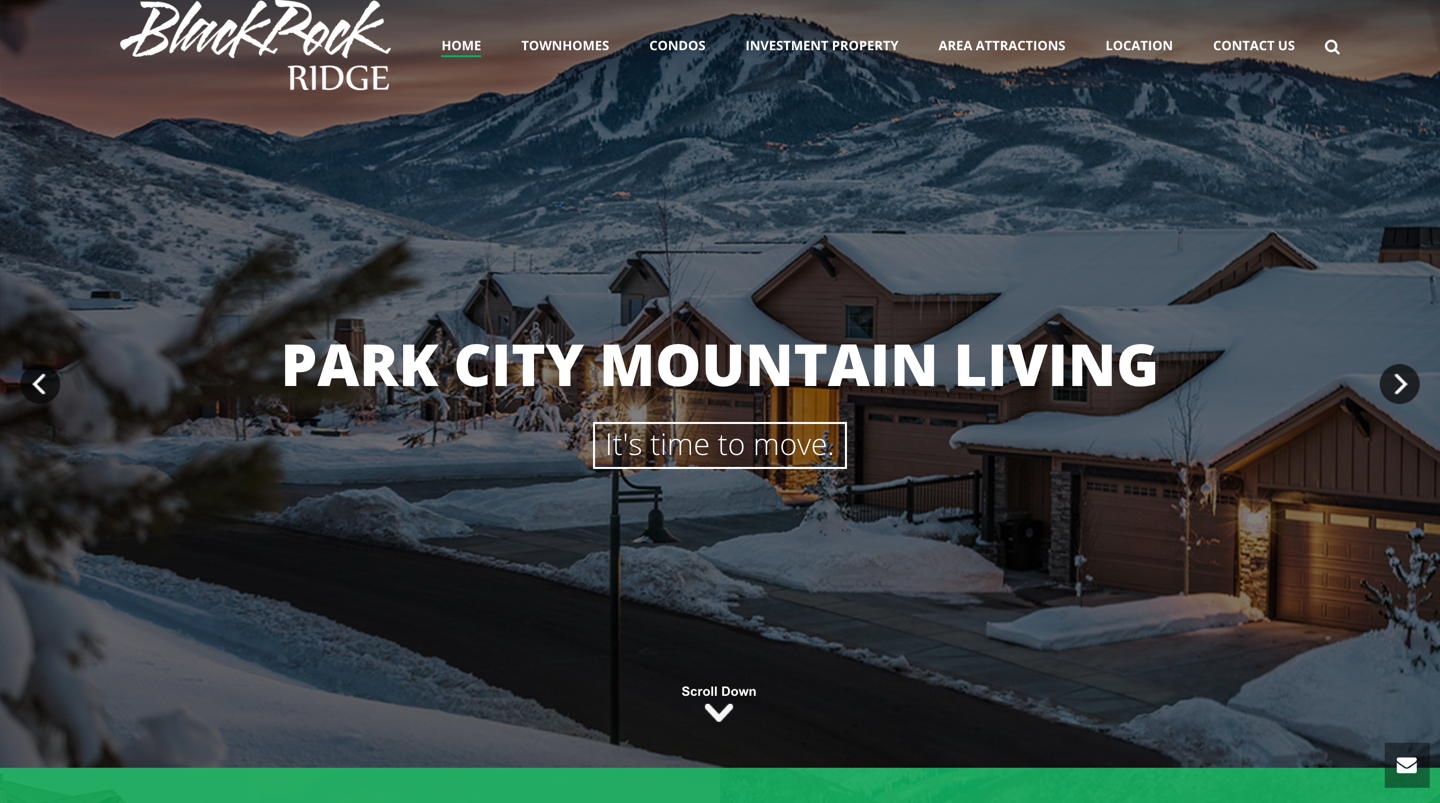 BlackRock
RIDGE
HOME
TOWNHOMES
CONDOS
INVESTMENT PROPERTY
AREA ATTRACTIONS
LOCATION
CONTACT US
PARK CITY MOUNTAIN LIVING
It's time to move.
Scroll Down